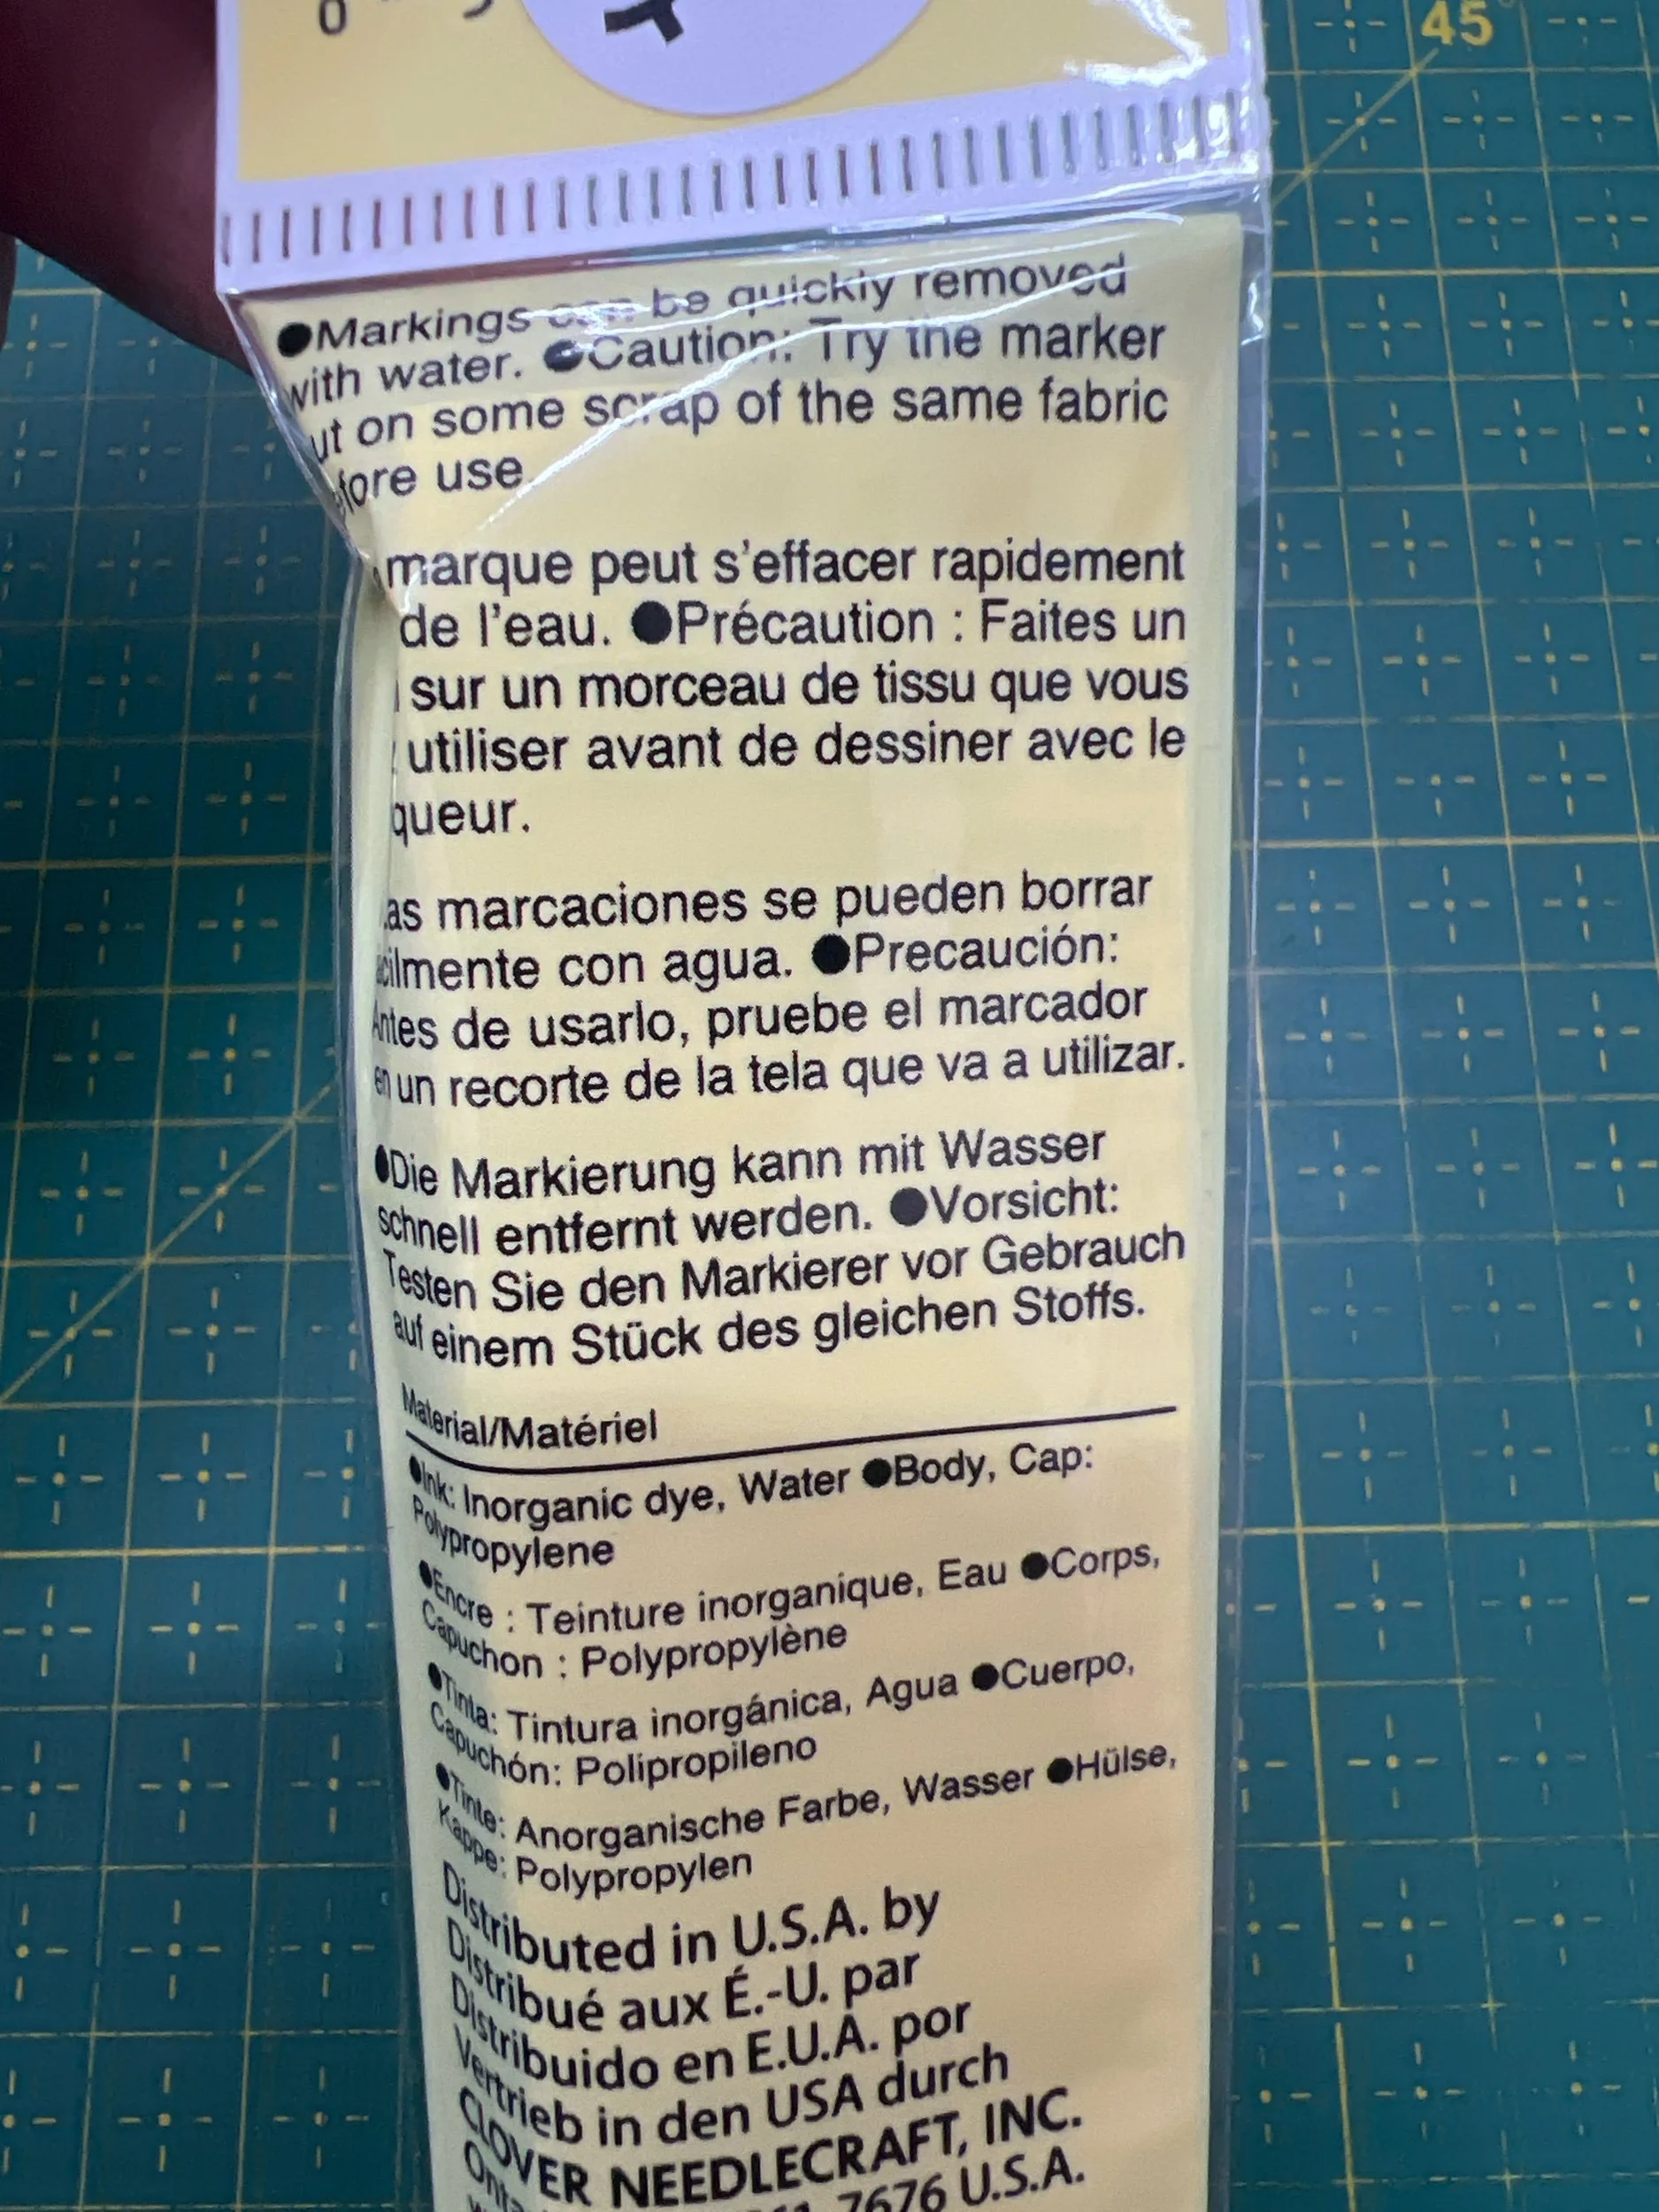 45
0
●Markings can be quickly removed
with water. ●Caution: Try the marker
ut on some scrap of the same fabric
efore use.
marque peut s'effacer rapidement
de l'eau. ●Précaution : Faites un
sur un morceau de tissu que vous
utiliser avant de dessiner avec le
queur.
as marcaciones se pueden borrar
cilmente con agua. ●Precaución:
Antes de usarlo, pruebe el marcador
en un recorte de la tela que va a utilizar.
●Die Markierung kann mit Wasser
schnell entfernt werden. ●Vorsicht:
Testen Sie den Markierer vor Gebrauch
auf einem Stück des gleichen Stoffs.
Material/Matériel
●Ink: Inorganic dye, Water ●Body, Cap:
Polypropylene
●Encre : Teinture inorganique, Eau ●Corps,
Capuchon : Polypropylène
●Tinta: Tintura inorgánica, Agua ●Cuerpo,
Capuchón: Polipropileno
●Tinte: Anorganische Farbe, Wasser ●Hülse,
Kappe: Polypropylen
Distributed in U.S.A. by
Distribué aux É.-U. par
Distribuido en E.U.A. por
Vertrieb in den USA durch
CLOVER NEEDLECRAFT, INC.
Onta 7676 U.S.A.